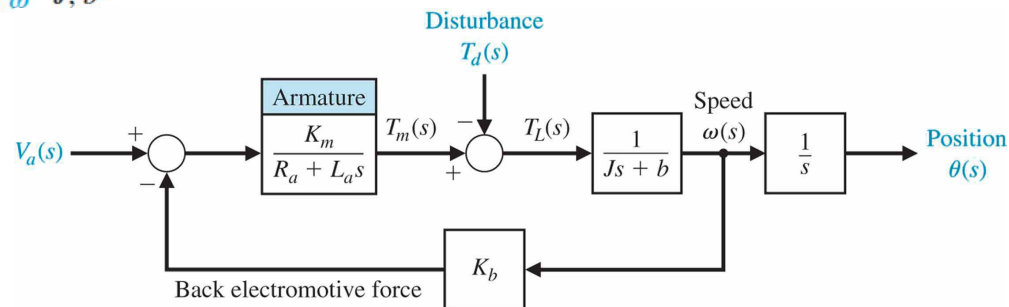 ω J, b
Disturbance
T_d(s)
Armature
K_m
R_a + L_a s
T_m(s)
−
+
T_L(s)
1
Js + b
Speed
ω(s)
1
s
Position
θ(s)
V_a(s)
+
−
K_b
Back electromotive force